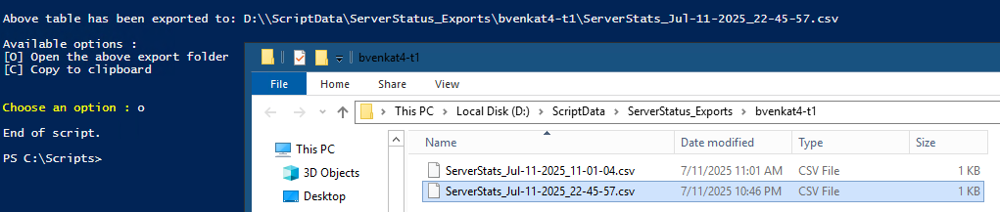 Above table has been exported to: D:\\ScriptData\ServerStatus_Exports\bvenkat4-t1\ServerStats_Jul-11-2025_22-45-57.csv
Available options :
[O] Open the above export folder
[C] Copy to clipboard
Choose an option : o
End of script.
PS C:\Scripts>
bvenkat4-t1
File Home Share View
This PC > Local Disk (D:) > ScriptData > ServerStatus_Exports > bvenkat4-t1
This PC
3D Objects
Desktop
Name Date modified Type Size
ServerStats_Jul-11-2025_11-01-04.csv 7/11/2025 11:01 AM CSV File 1 KB
ServerStats_Jul-11-2025_22-45-57.csv 7/11/2025 10:46 PM CSV File 1 KB